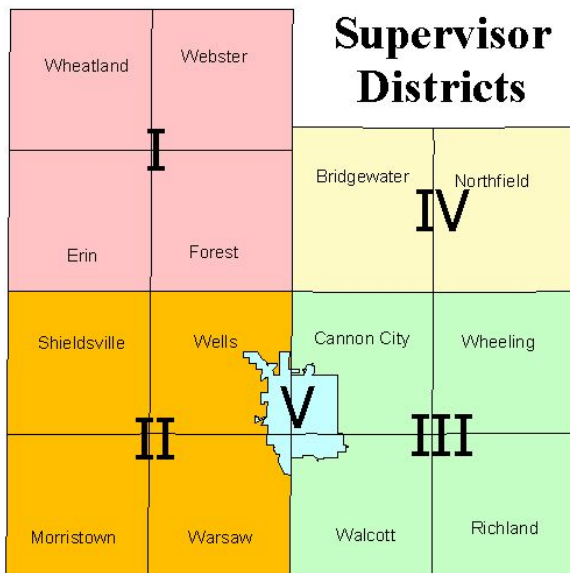 Supervisor
Districts
Wheatland
Webster
I
Bridgewater
Northfield
IV
Erin
Forest
Shieldsville
Wells
Cannon City
Wheeling
II
V
III
Morristown
Warsaw
Walcott
Richland